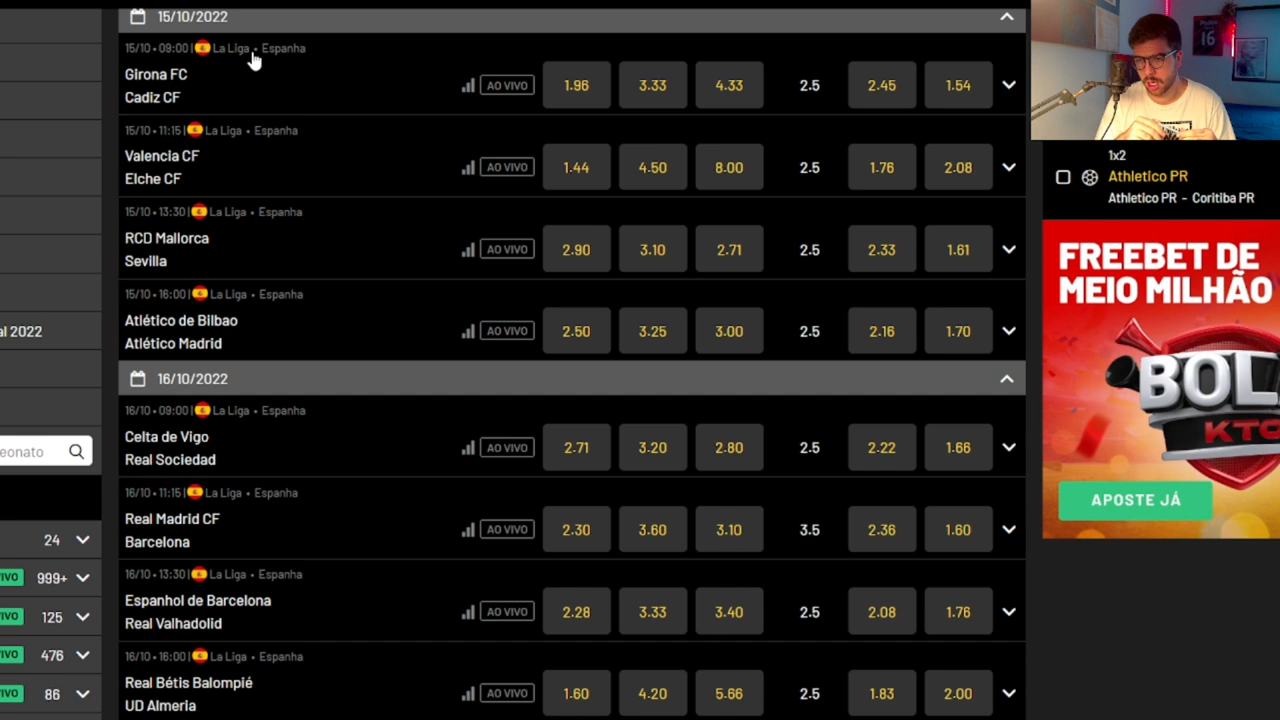 15/10/2022
15/10 • 09:00 | La Liga • Espanha
Girona FC
Cadiz CF
AO VIVO 1.96 3.33 4.33 2.5 2.45 1.54
15/10 • 11:15 | La Liga • Espanha
Valencia CF
Elche CF
AO VIVO 1.44 4.50 8.00 2.5 1.76 2.08
15/10 • 13:30 | La Liga • Espanha
RCD Mallorca
Sevilla
AO VIVO 2.90 3.10 2.71 2.5 2.33 1.61
15/10 • 16:00 | La Liga • Espanha
Atlético de Bilbao
Atlético Madrid
AO VIVO 2.50 3.25 3.00 2.5 2.16 1.70
16/10/2022
16/10 • 09:00 | La Liga • Espanha
Celta de Vigo
Real Sociedad
AO VIVO 2.71 3.20 2.80 2.5 2.22 1.66
16/10 • 11:15 | La Liga • Espanha
Real Madrid CF
Barcelona
AO VIVO 2.30 3.60 3.10 3.5 2.36 1.60
16/10 • 13:30 | La Liga • Espanha
Espanhol de Barcelona
Real Valhadolid
AO VIVO 2.28 3.33 3.40 2.5 2.08 1.76
16/10 • 16:00 | La Liga • Espanha
Real Bétis Balompié
UD Almeria
AO VIVO 1.60 4.20 5.66 2.5 1.83 2.00
al 2022
eonato
24
VIVO 999+
VIVO 125
VIVO 476
VIVO 86
16
1x2
Athletico PR
Athletico PR - Coritiba PR
FREEBET DE
MEIO MILHÃO
BOL
KTO
APOSTE JÁ